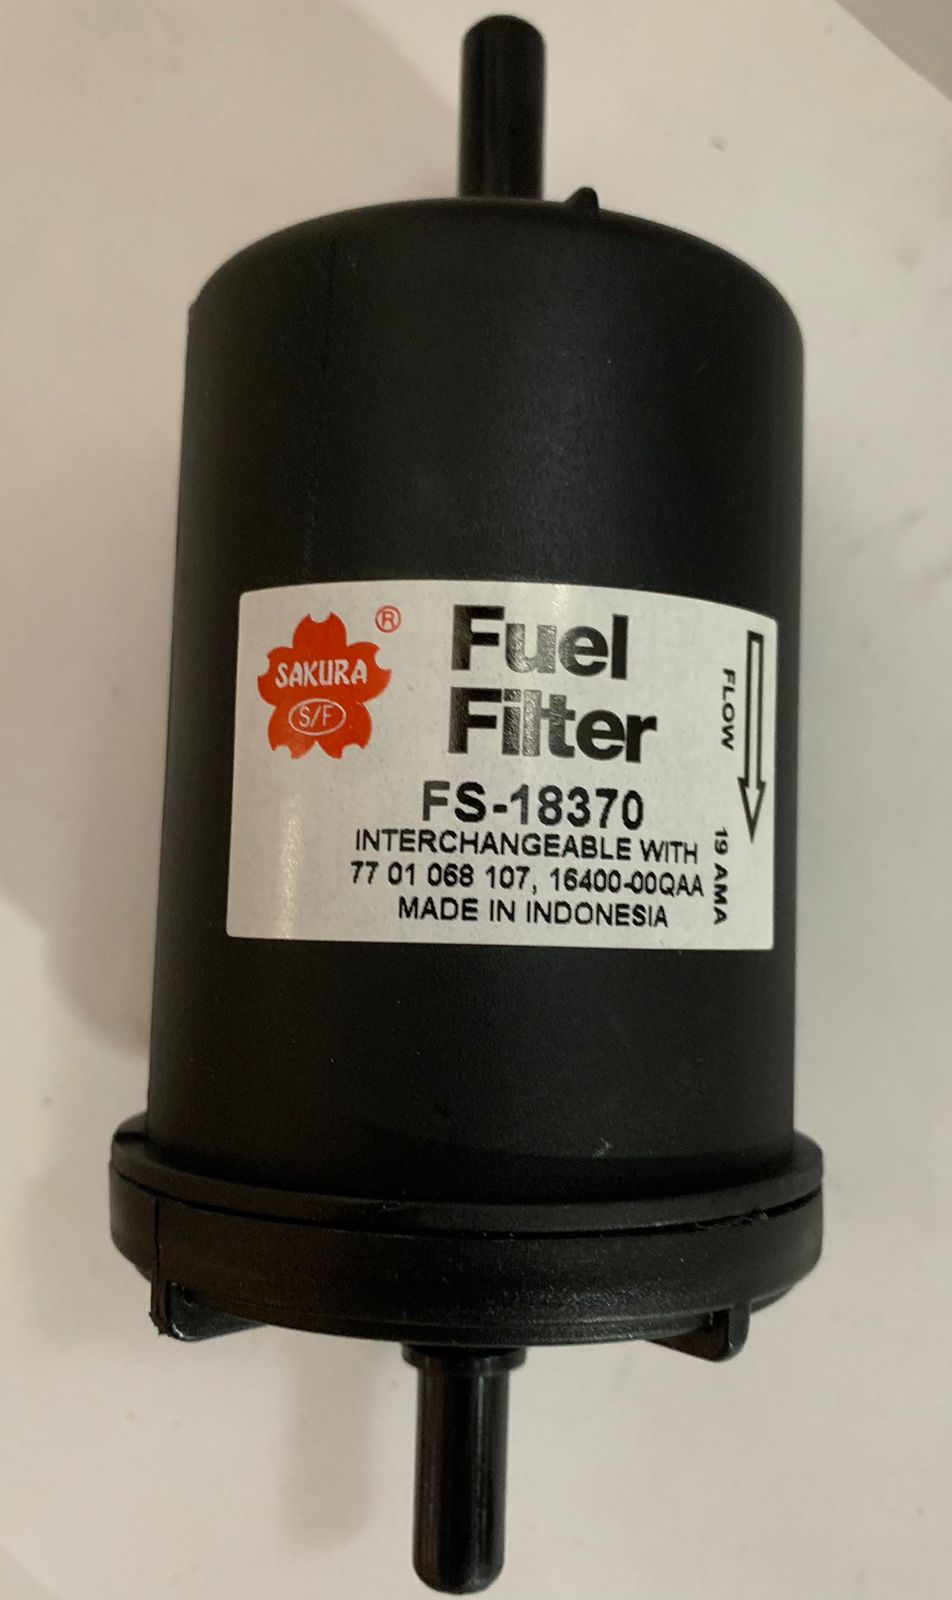 SAKURA
S/F
®
Fuel
Filter
FS-18370
INTERCHANGEABLE WITH
77 01 068 107, 16400-00QAA
MADE IN INDONESIA
FLOW
19 AMA